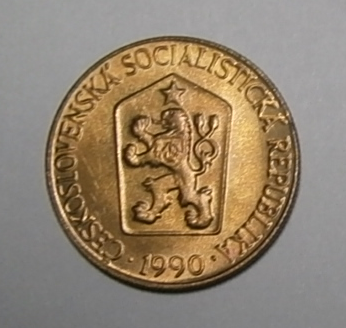 ČESKOSLOVENSKÁ SOCIALISTICKÁ REPUBLIKA
· 1990 ·